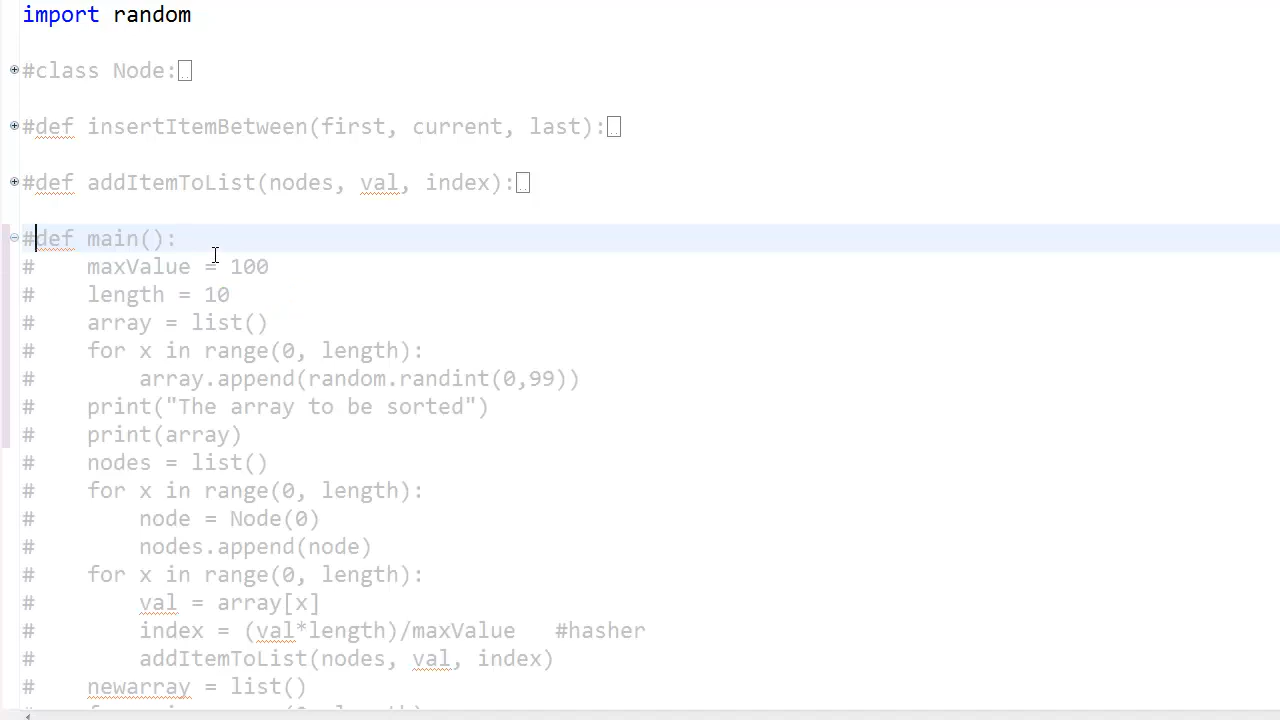 import random
#class Node:..
#def insertItemBetween(first, current, last):..
#def addItemToList(nodes, val, index):..
#def main():
#    maxValue = 100
#    length = 10
#    array = list()
#    for x in range(0, length):
#        array.append(random.randint(0,99))
#    print("The array to be sorted")
#    print(array)
#    nodes = list()
#    for x in range(0, length):
#        node = Node(0)
#        nodes.append(node)
#    for x in range(0, length):
#        val = array[x]
#        index = (val*length)/maxValue   #hasher
#        addItemToList(nodes, val, index)
#    newarray = list()